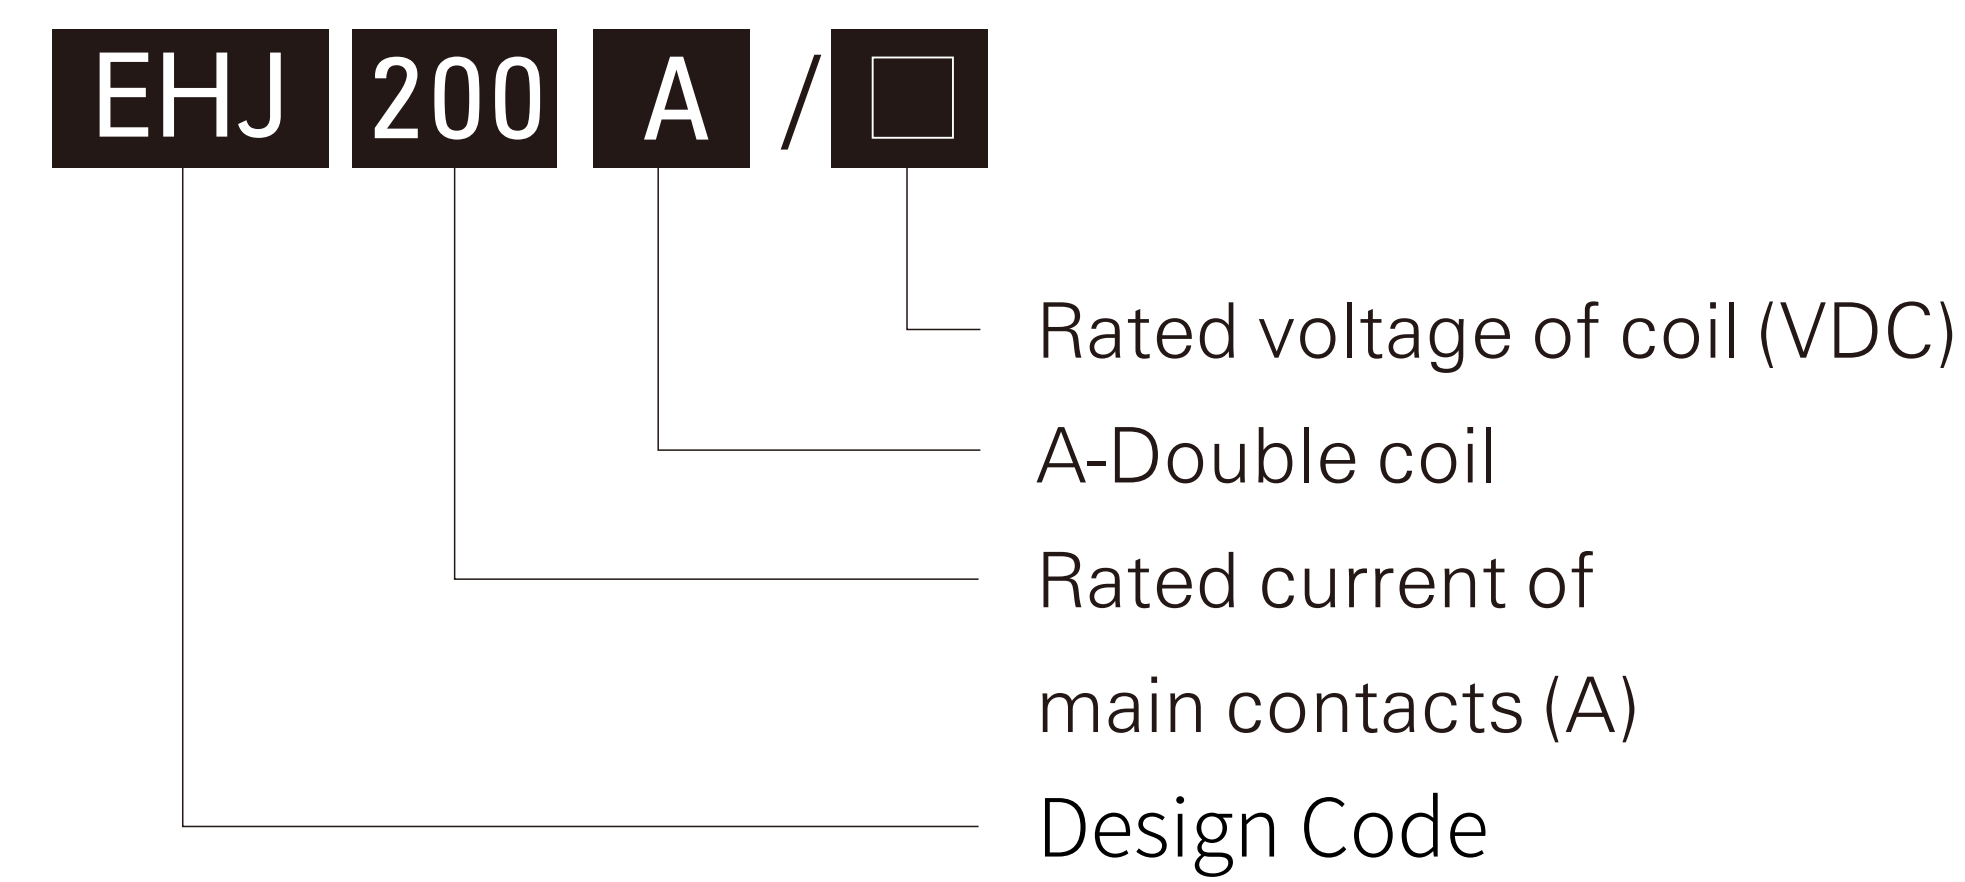 EHJ 200 A / □
Rated voltage of coil (VDC)
A-Double coil
Rated current of
main contacts (A)
Design Code